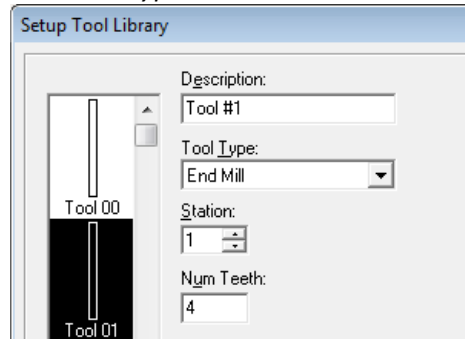 Setup Tool Library
Description:
Tool #1
Tool Type:
End Mill
Tool 00
Station:
1
Num Teeth:
4
Tool 01